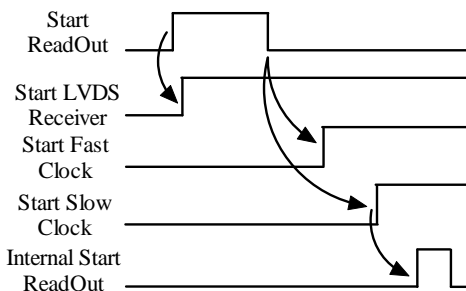 Start
ReadOut
Start LVDS
Receiver
Start Fast
Clock
Start Slow
Clock
Internal Start
ReadOut